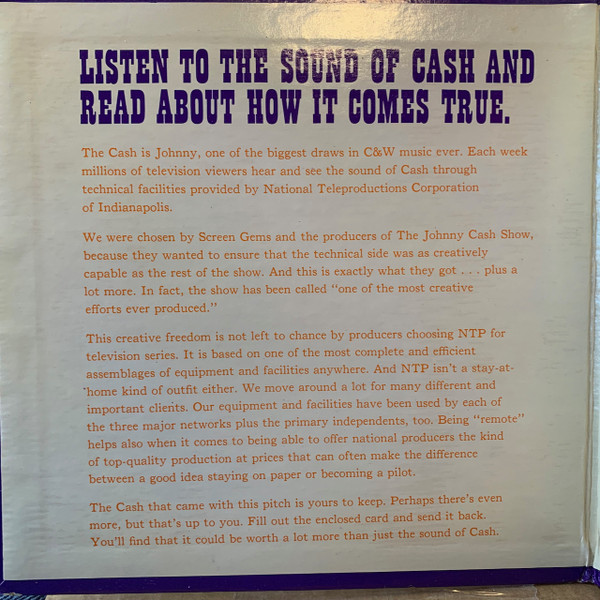 LISTEN TO THE SOUND OF CASH AND
READ ABOUT HOW IT COMES TRUE.
The Cash is Johnny, one of the biggest draws in C&W music ever. Each week
millions of television viewers hear and see the sound of Cash through
technical facilities provided by National Teleproductions Corporation
of Indianapolis.
We were chosen by Screen Gems and the producers of The Johnny Cash Show,
because they wanted to ensure that the technical side was as creatively
capable as the rest of the show. And this is exactly what they got . . . plus a
lot more. In fact, the show has been called "one of the most creative
efforts ever produced."
This creative freedom is not left to chance by producers choosing NTP for
television series. It is based on one of the most complete and efficient
assemblages of equipment and facilities anywhere. And NTP isn't a stay-at-
home kind of outfit either. We move around a lot for many different and
important clients. Our equipment and facilities have been used by each of
the three major networks plus the primary independents, too. Being "remote"
helps also when it comes to being able to offer national producers the kind
of top-quality production at prices that can often make the difference
between a good idea staying on paper or becoming a pilot.
The Cash that came with this pitch is yours to keep. Perhaps there's even
more, but that's up to you. Fill out the enclosed card and send it back.
You'll find that it could be worth a lot more than just the sound of Cash.